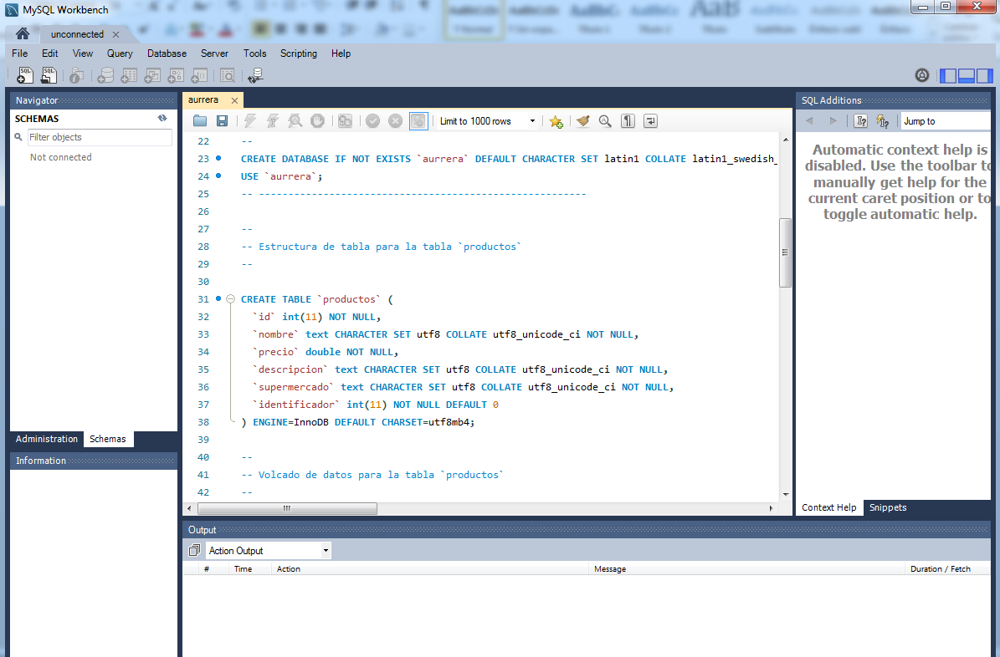 MySQL Workbench
unconnected
File Edit View Query Database Server Tools Scripting Help
Navigator
SCHEMAS
Filter objects
Not connected
Administration Schemas
Information
aurrera
Limit to 1000 rows
22 --
23 CREATE DATABASE IF NOT EXISTS `aurrera` DEFAULT CHARACTER SET latin1 COLLATE latin1_swedish_
24 USE `aurrera`;
25 -- --------------------------------------------------------
26
27 --
28 -- Estructura de tabla para la tabla `productos`
29 --
30
31 CREATE TABLE `productos` (
32 `id` int(11) NOT NULL,
33 `nombre` text CHARACTER SET utf8 COLLATE utf8_unicode_ci NOT NULL,
34 `precio` double NOT NULL,
35 `descripcion` text CHARACTER SET utf8 COLLATE utf8_unicode_ci NOT NULL,
36 `supermercado` text CHARACTER SET utf8 COLLATE utf8_unicode_ci NOT NULL,
37 `identificador` int(11) NOT NULL DEFAULT 0
38 ) ENGINE=InnoDB DEFAULT CHARSET=utf8mb4;
39
40 --
41 -- Volcado de datos para la tabla `productos`
42 --
SQL Additions
Jump to
Automatic context help is
disabled. Use the toolbar to
manually get help for the
current caret position or to
toggle automatic help.
Context Help Snippets
Output
Action Output
# Time Action Message Duration / Fetch